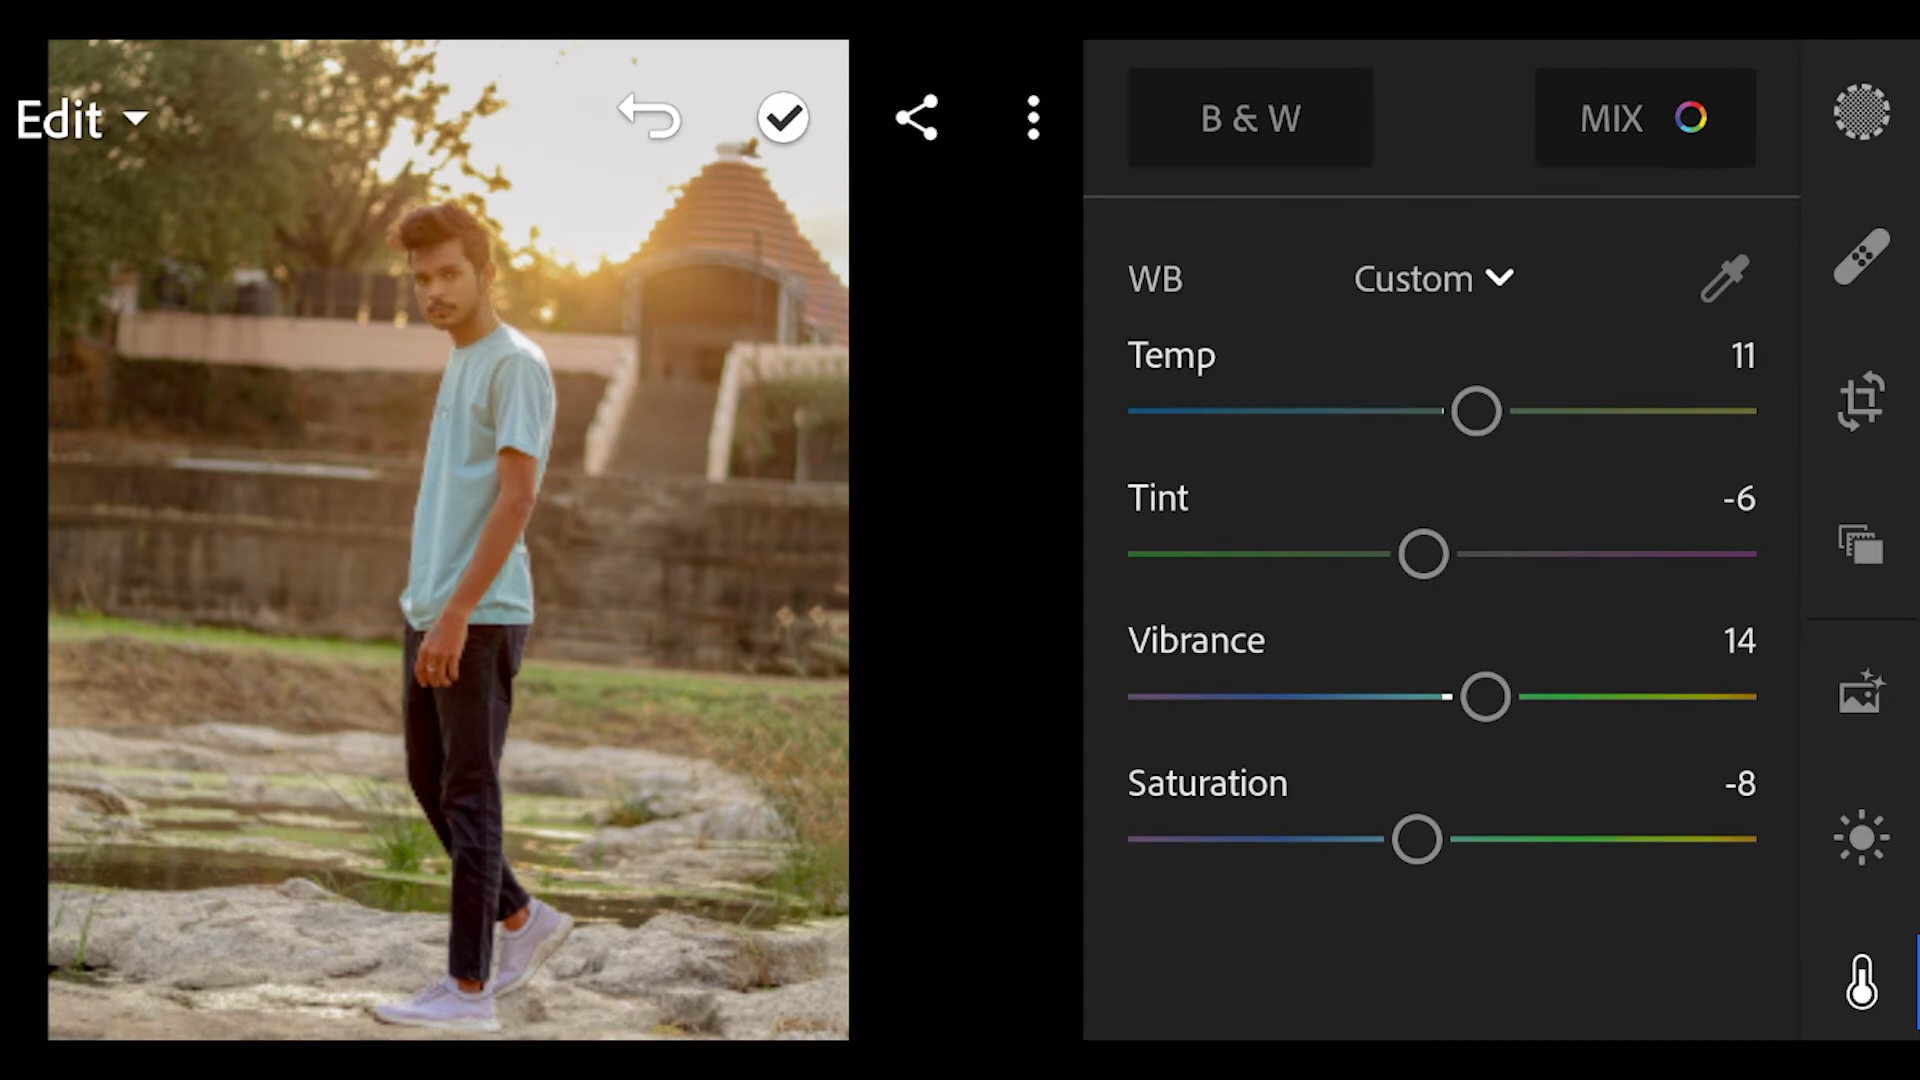 Edit
B & W
MIX
WB
Custom
Temp
11
Tint
-6
Vibrance
14
Saturation
-8